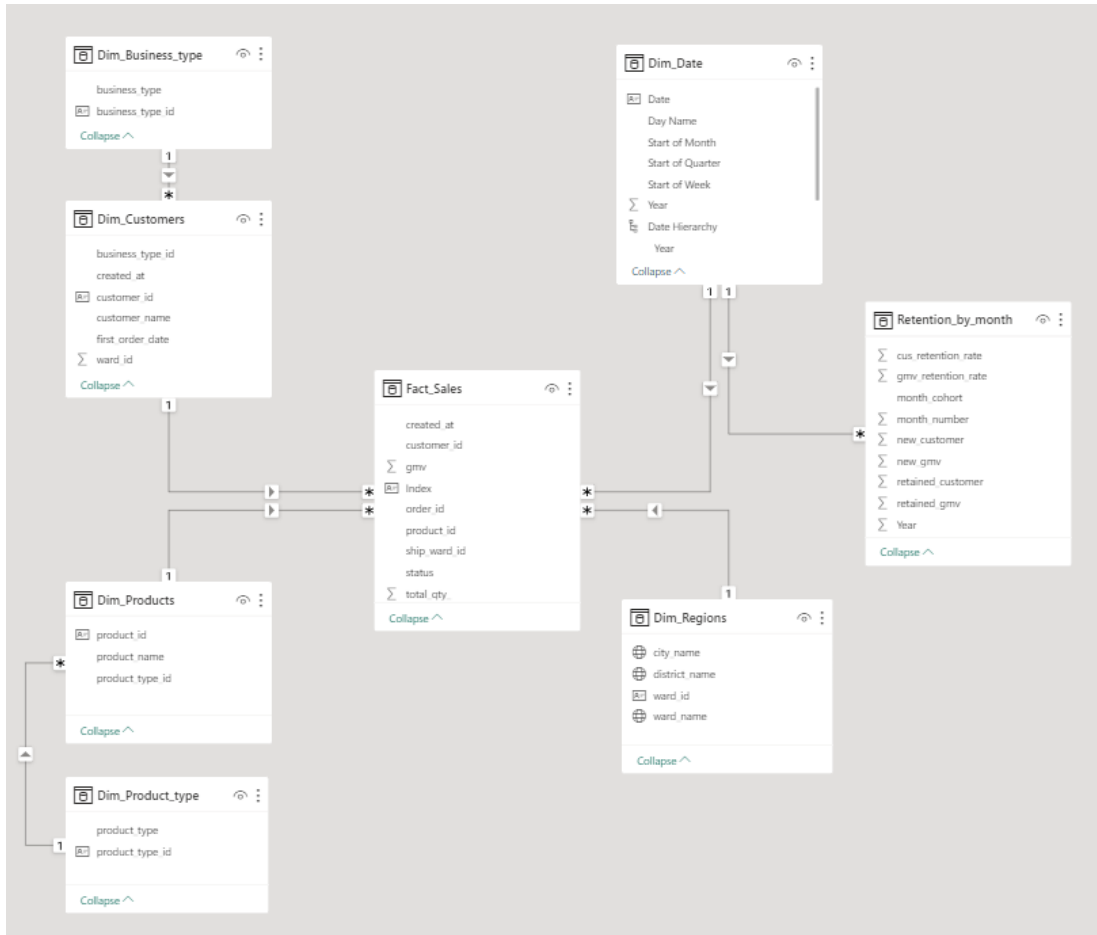 Dim_Business_type
business_type
business_type_id
Collapse
1
*
Dim_Customers
business_type_id
created_at
customer_id
customer_name
first_order_date
ward_id
Collapse
1
Dim_Date
Date
Day Name
Start of Month
Start of Quarter
Start of Week
Year
Date Hierarchy
Year
Collapse
1 1
Retention_by_month
cus_retention_rate
gmv_retention_rate
month_cohort
month_number
new_customer
new_gmv
retained_customer
retained_gmv
Year
Collapse
*
Fact_Sales
created_at
customer_id
gmv
Index
order_id
product_id
ship_ward_id
status
total_qty_
Collapse
* *
* *
1
Dim_Products
product_id
product_name
product_type_id
Collapse
*
Dim_Product_type
product_type
product_type_id
Collapse
1
1
Dim_Regions
city_name
district_name
ward_id
ward_name
Collapse